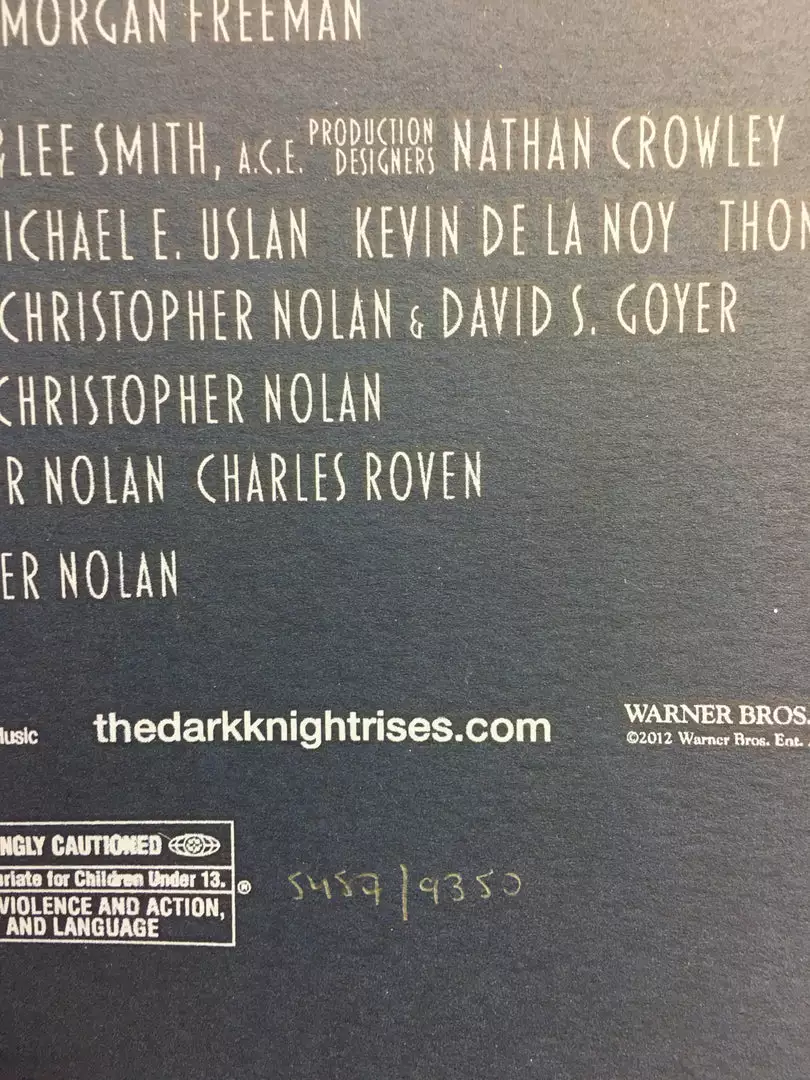 MORGAN FREEMAN
LEE SMITH, A.C.E. PRODUCTION DESIGNERS NATHAN CROWLEY
ICHAEL E. USLAN KEVIN DE LA NOY THO
CHRISTOPHER NOLAN & DAVID S. GOYER
CHRISTOPHER NOLAN
R NOLAN CHARLES ROVEN
ER NOLAN
Music thedarkknightrises.com WARNER BROS.
©2012 Warner Bros. Ent.
NGLY CAUTIONED
riate for Children Under 13. ®
VIOLENCE AND ACTION,
AND LANGUAGE
5457/9350